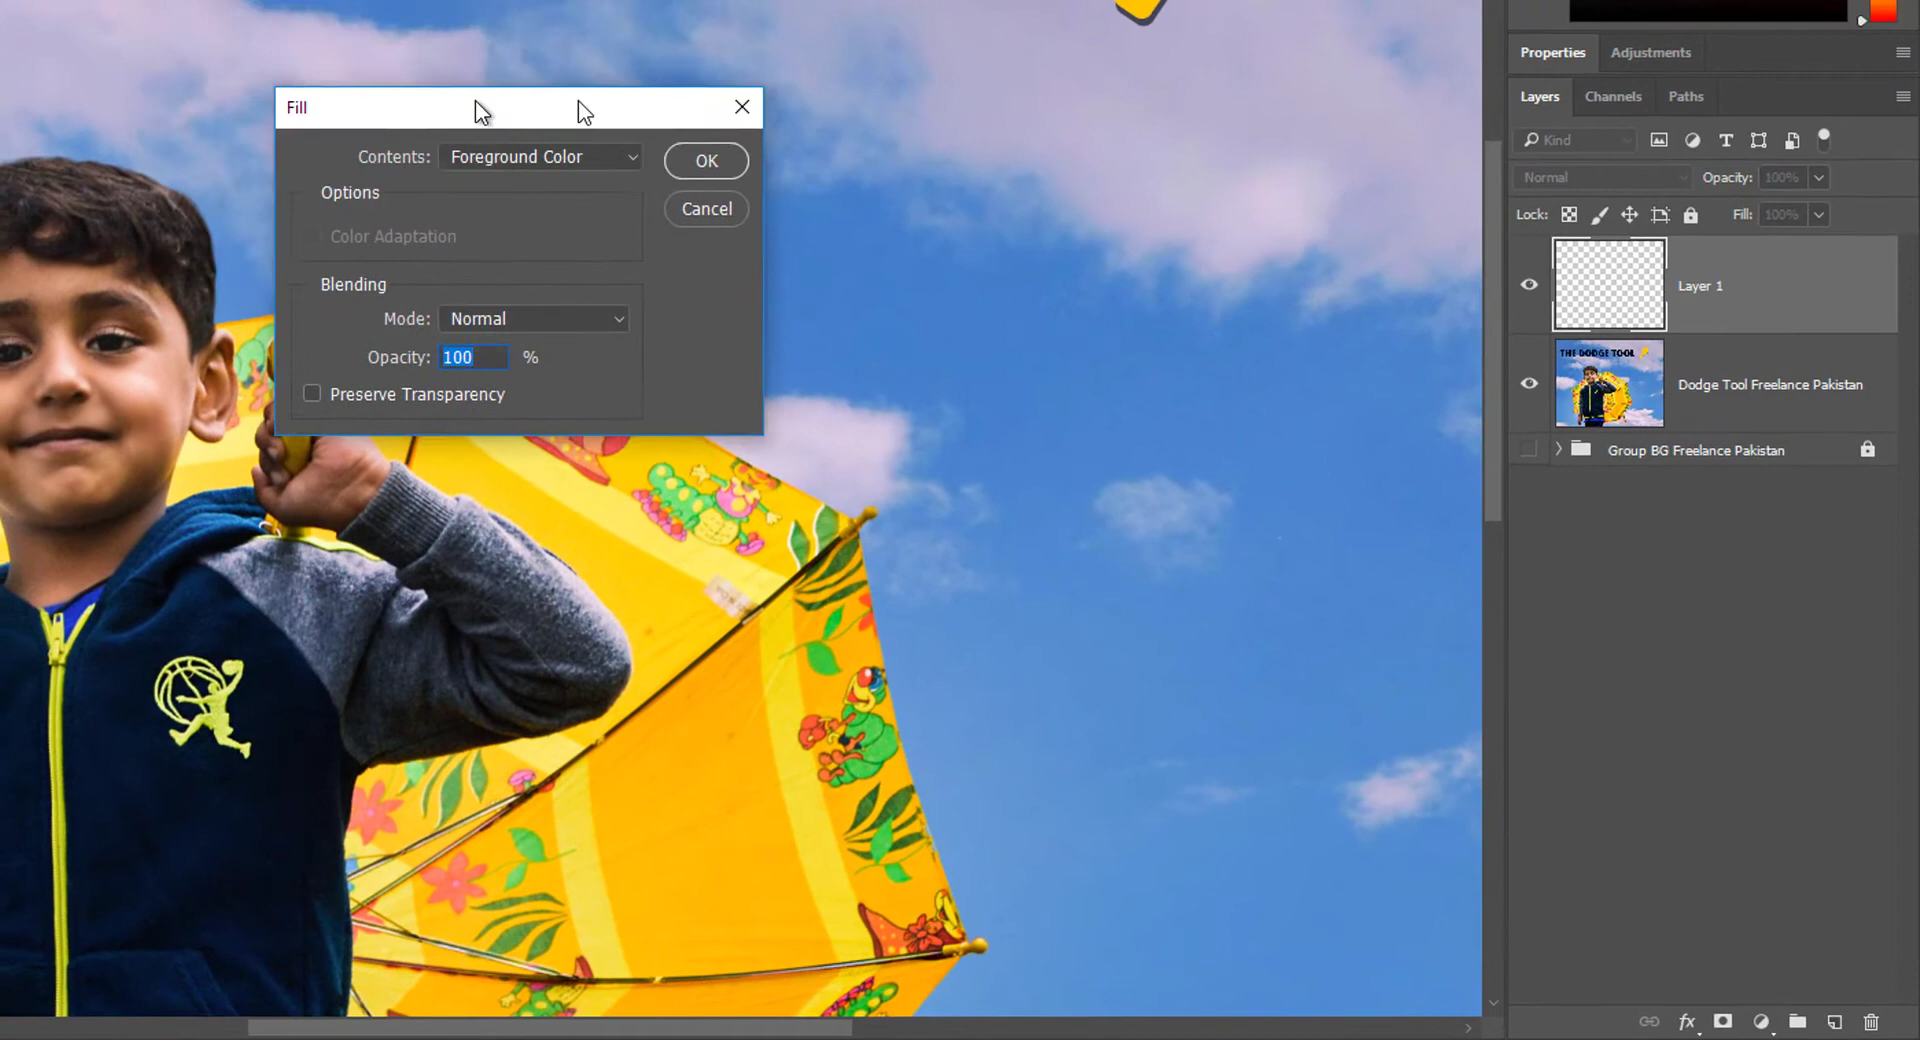 Fill
Contents: Foreground Color
OK
Options
Cancel
Color Adaptation
Blending
Mode: Normal
Opacity: 100 %
Preserve Transparency
Properties Adjustments
Layers Channels Paths
Kind
Normal Opacity: 100%
Lock: Fill: 100%
Layer 1
THE DODGE TOOL
Dodge Tool Freelance Pakistan
Group BG Freelance Pakistan
fx